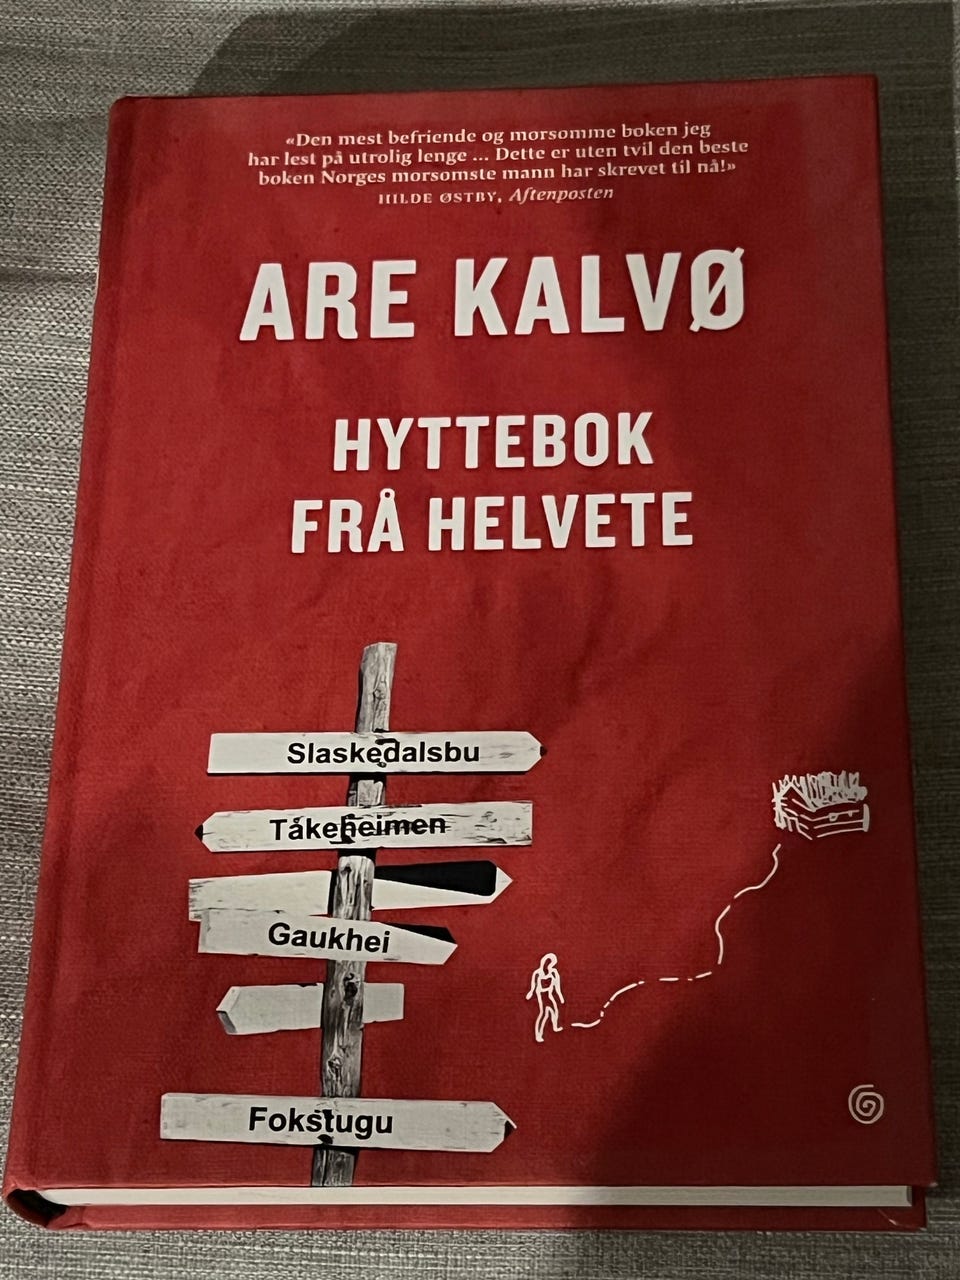 «Den mest befriende og morsomme boken jeg
har lest på utrolig lenge ... Dette er uten tvil den beste
boken Norges morsomste mann har skrevet til nå!»
HILDE ØSTBY, Aftenposten
ARE KALVØ
HYTTEBOK
FRÅ HELVETE
Slaskedalsbu
Tåkeheimen
Gaukhei
Fokstugu